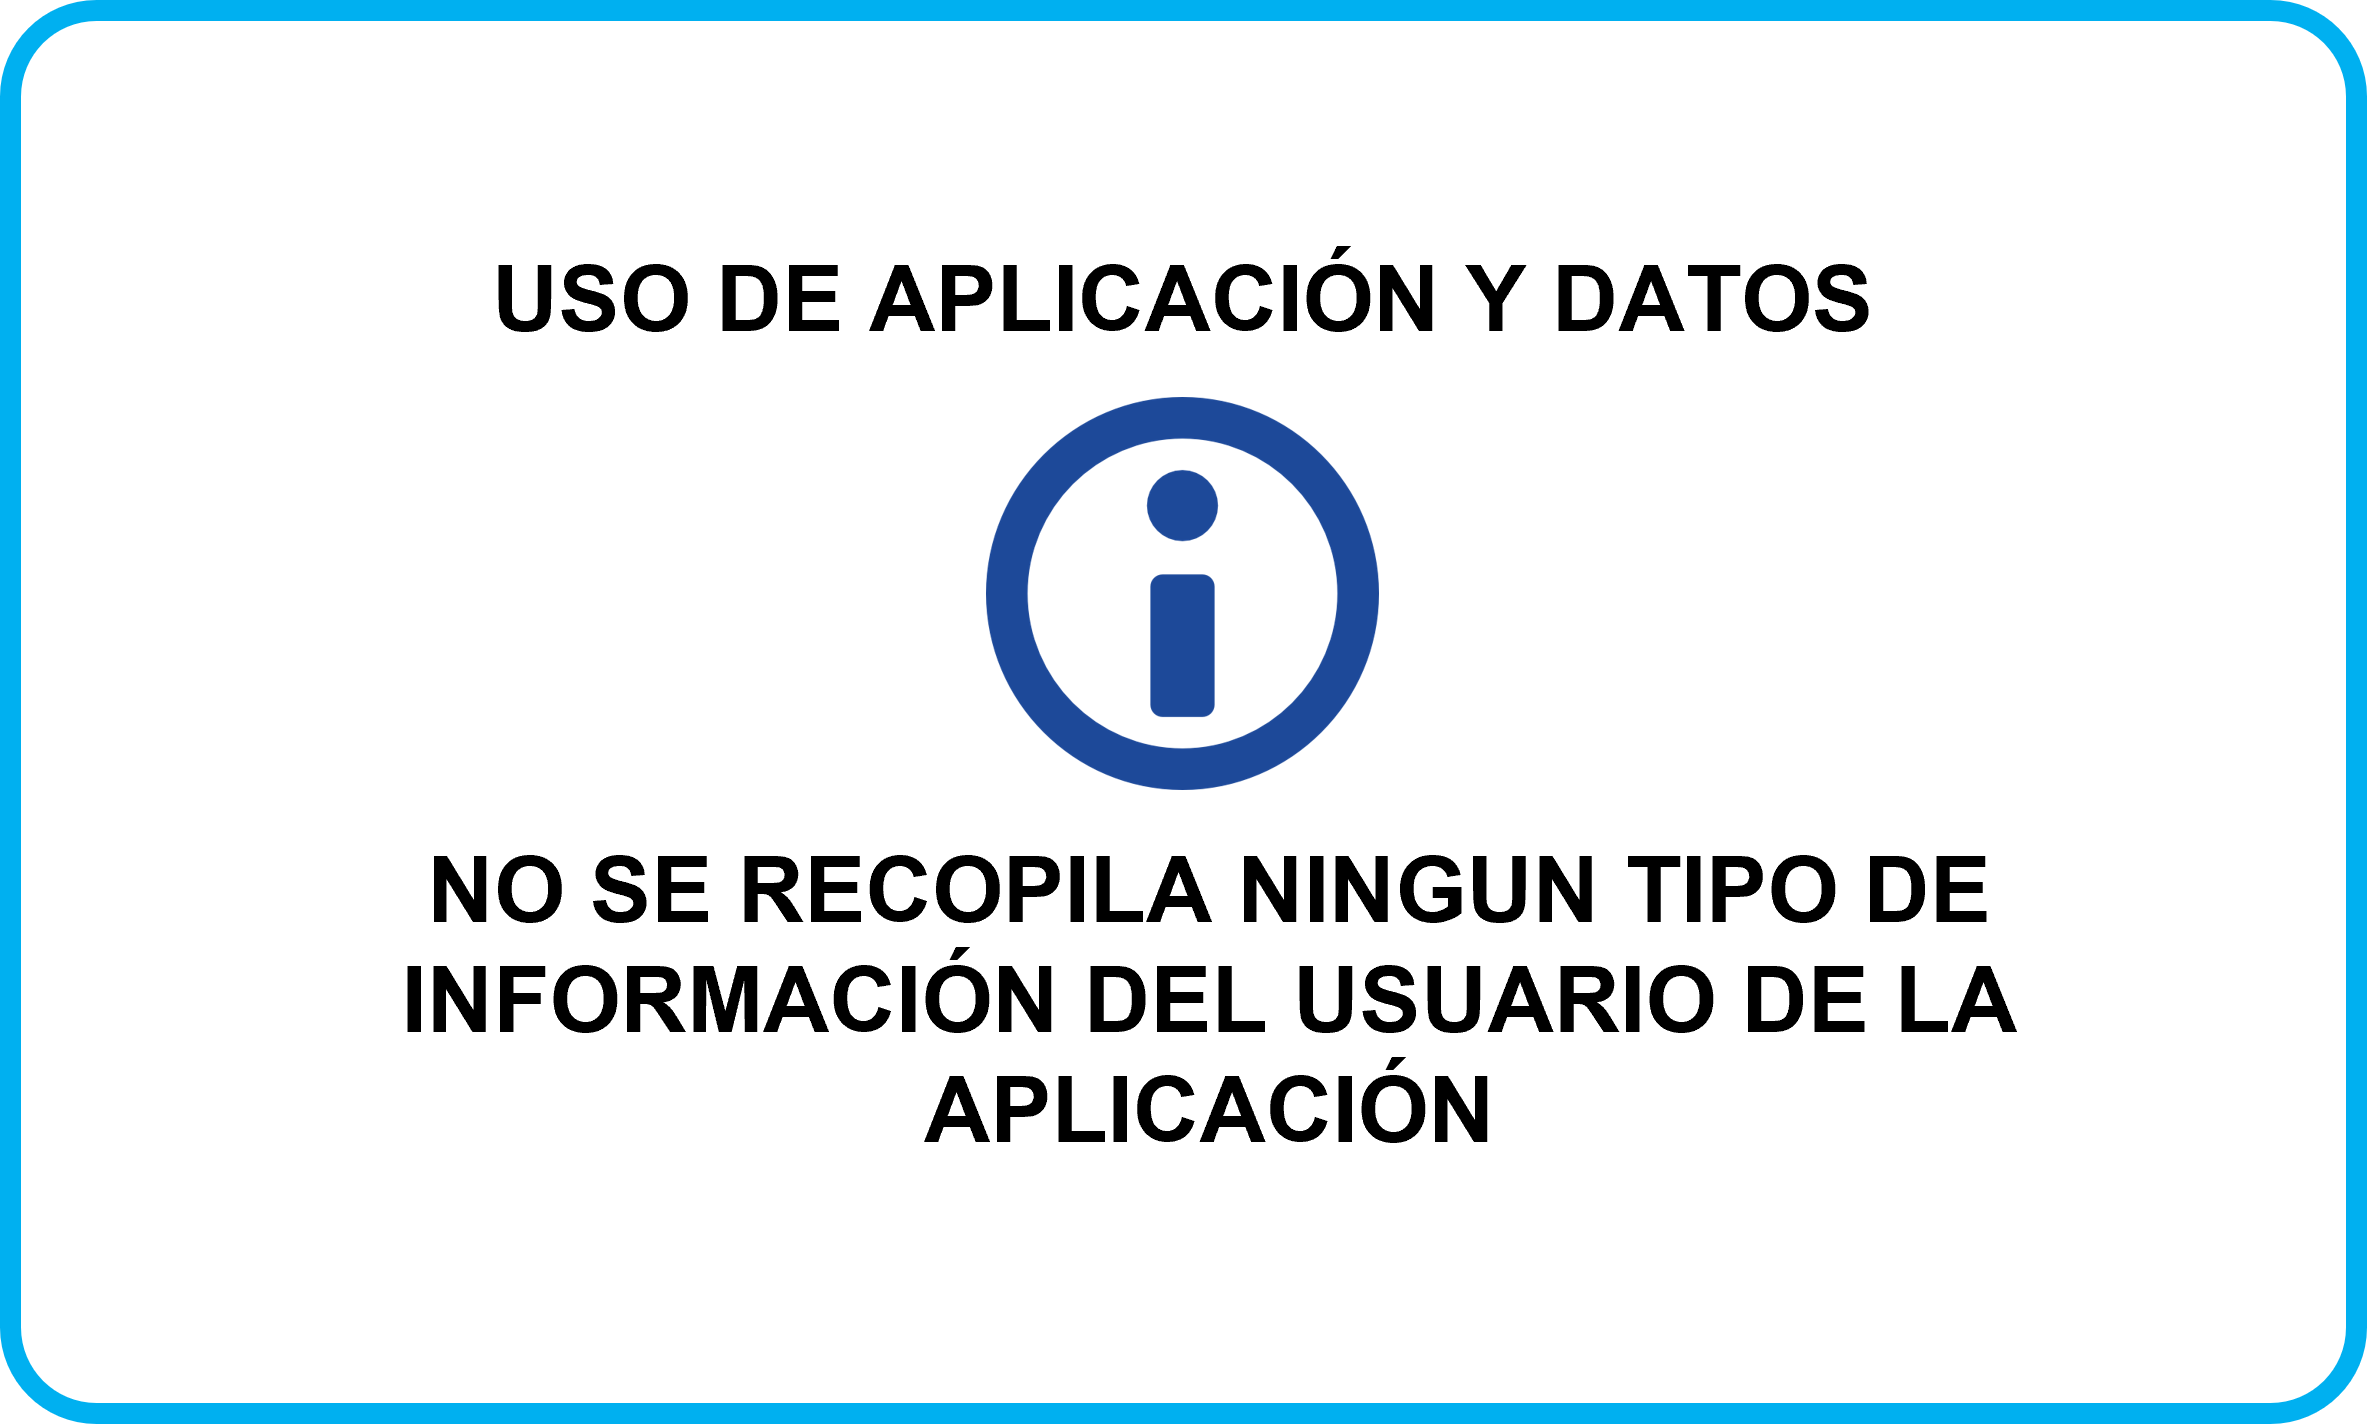 USO DE APLICACIÓN Y DATOS
NO SE RECOPILA NINGUN TIPO DE
INFORMACIÓN DEL USUARIO DE LA
APLICACIÓN